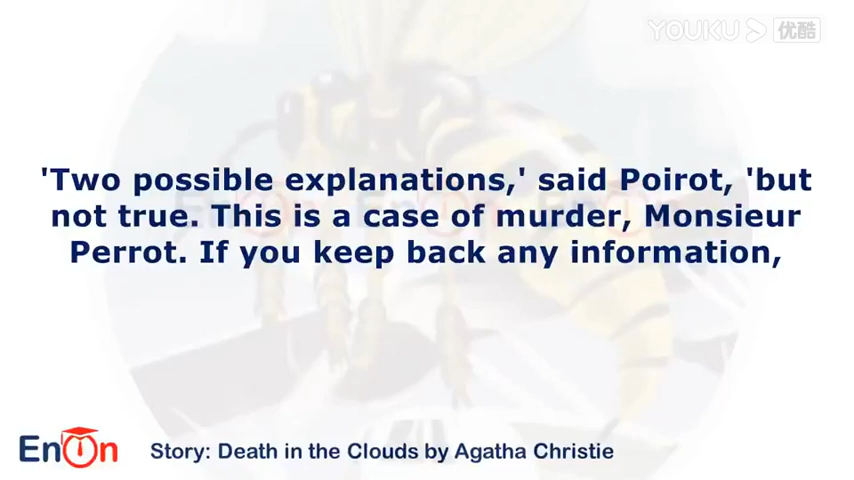 YOUKU 优酷
'Two possible explanations,' said Poirot, 'but
not true. This is a case of murder, Monsieur
Perrot. If you keep back any information,
EnOn
Story: Death in the Clouds by Agatha Christie